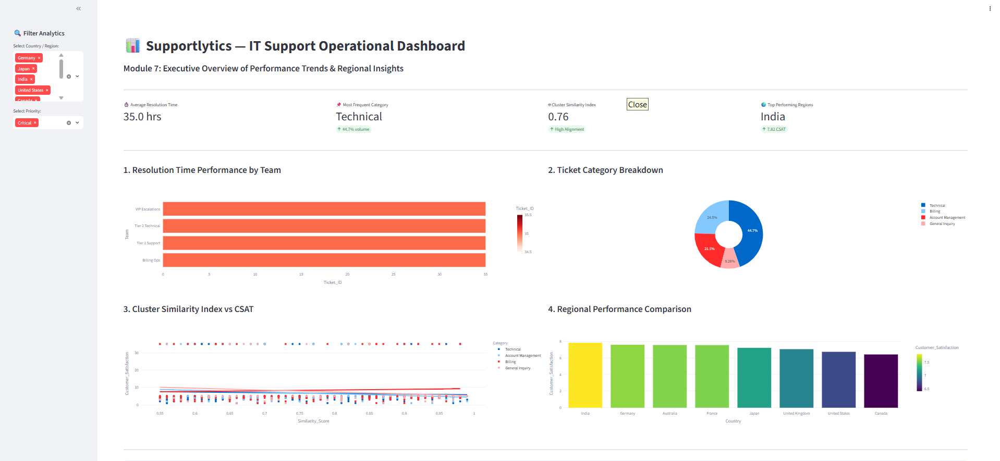 Filter Analytics
Select Country / Region:
Germany ×
Japan ×
India ×
United States ×
Canada ×
Select Priority:
Critical ×
Supportlytics — IT Support Operational Dashboard
Module 7: Executive Overview of Performance Trends & Regional Insights
Average Resolution Time
35.0 hrs
Most Frequent Category
Technical
↑ 44.7% volume
Cluster Similarity Index
0.76
↑ High Alignment
Close
Top Performing Regions
India
↑ 7.82 CSAT
1. Resolution Time Performance by Team
Team
VIP Escalations
Tier 2 Technical
Tier 1 Support
Billing Ops
0 5 10 15 20 25 30 35
Ticket_ID
Ticket_ID
35.5
35
34.5
2. Ticket Category Breakdown
24.5%
44.7%
21.5%
9.28%
Technical
Billing
Account Management
General Inquiry
3. Cluster Similarity Index vs CSAT
Customer_Satisfaction
30
20
10
0
0.55 0.6 0.65 0.7 0.75 0.8 0.85 0.9 0.95 1
Similarity_Score
Category
Technical
Account Management
Billing
General Inquiry
4. Regional Performance Comparison
Customer_Satisfaction
8
6
4
2
0
India Germany Australia France Japan United Kingdom United States Canada
Country
Customer_Satisfaction
7.5
7
6.5